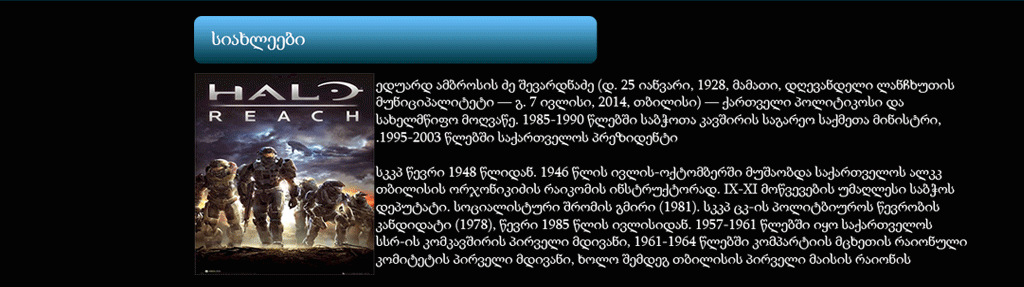 სიახლეები
HALO
REACH
ედუარდ ამბროსის ძე შევარდნაძე (დ. 25 იანვარი, 1928, მამათი, დღევანდელი ლანჩხუთის
მუნიციპალიტეტი — გ. 7 ივლისი, 2014, თბილისი) — ქართველი პოლიტიკოსი და
სახელმწიფო მოღვაწე. 1985-1990 წლებში საბჭოთა კავშირის საგარეო საქმეთა მინისტრი,
.1995-2003 წლებში საქართველოს პრეზიდენტი
სკკპ წევრი 1948 წლიდან. 1946 წლის ივლის-ოქტომბერში მუშაობდა საქართველოს ალკკ
თბილისის ორჯონიკიძის რაიკომის ინსტრუქტორად. IX-XI მოწვევების უმაღლესი საბჭოს
დეპუტატი. სოციალისტური შრომის გმირი (1981). სკკპ ცკ-ის პოლიტბიუროს წევრობის
კანდიდატი (1978), წევრი 1985 წლის ივლისიდან. 1957-1961 წლებში იყო საქართველოს
სსრ-ის კომკავშირის პირველი მდივანი, 1961-1964 წლებში კომპარტიის მცხეთის რაიონული
კომიტეტის პირველი მდივანი, ხოლო შემდეგ თბილისის პირველი მაისის რაიონის